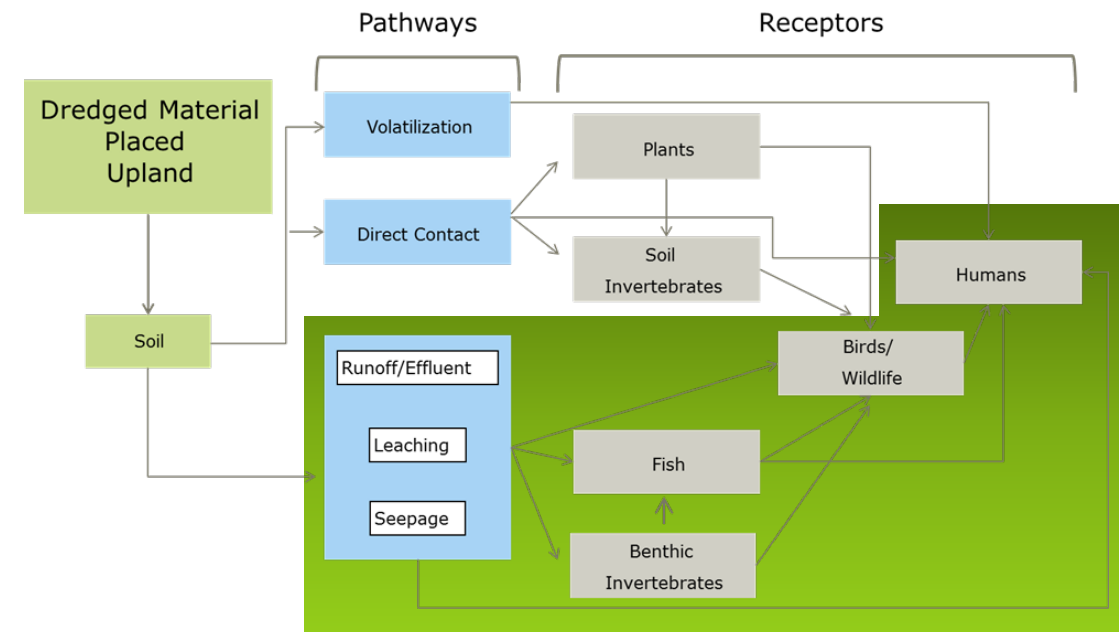 Pathways
Receptors
Dredged Material
Placed
Upland
Volatilization
Plants
Direct Contact
Soil
Invertebrates
Humans
Soil
Birds/
Wildlife
Runoff/Effluent
Leaching
Fish
Seepage
Benthic
Invertebrates